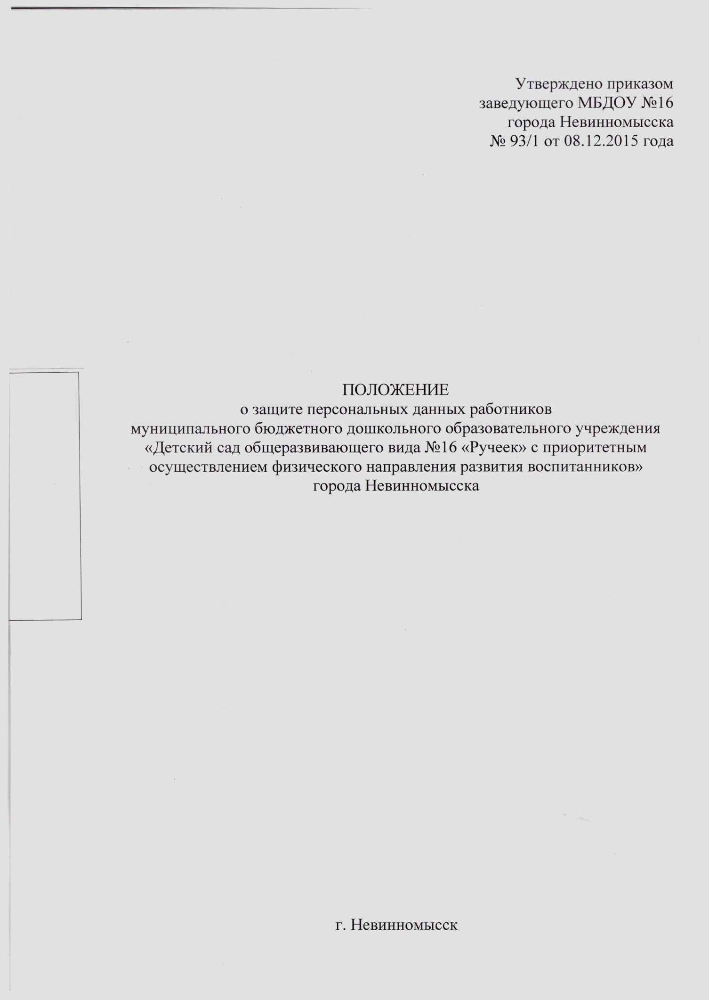 Утверждено приказом
заведующего МБДОУ №16
города Невинномысска
№ 93/1 от 08.12.2015 года
ПОЛОЖЕНИЕ
о защите персональных данных работников
муниципального бюджетного дошкольного образовательного учреждения
«Детский сад общеразвивающего вида №16 «Ручеек» с приоритетным
осуществлением физического направления развития воспитанников»
города Невинномысска
г. Невинномысск